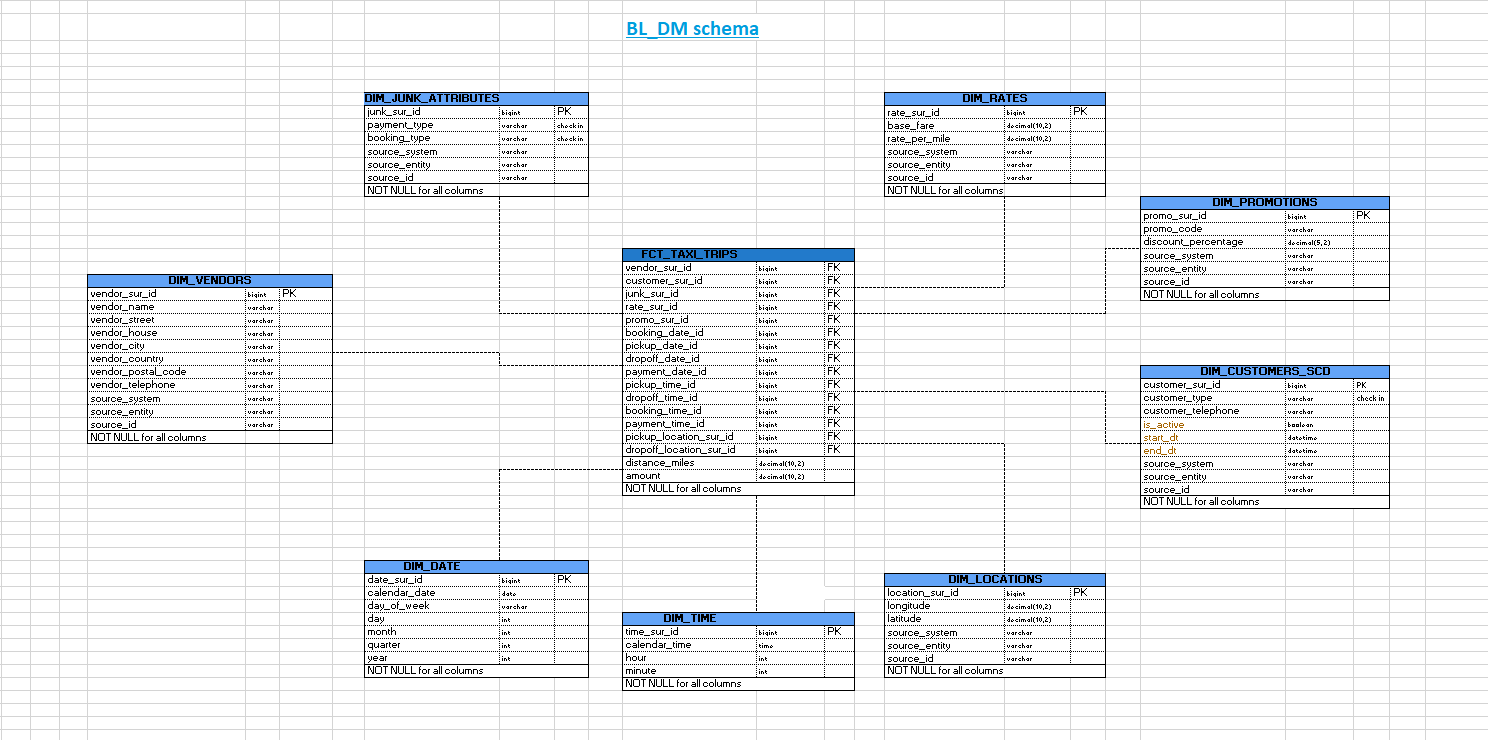 BL_DM schema
DIM_JUNK_ATTRIBUTES
junk_sur_id bigint PK
payment_type varchar check in
booking_type varchar check in
source_system varchar
source_entity varchar
source_id varchar
NOT NULL for all columns
DIM_RATES
rate_sur_id bigint PK
base_fare decimal(10,2)
rate_per_mile decimal(10,2)
source_system varchar
source_entity varchar
source_id varchar
NOT NULL for all columns
DIM_PROMOTIONS
promo_sur_id bigint PK
promo_code varchar
discount_percentage decimal(5,2)
source_system varchar
source_entity varchar
source_id varchar
NOT NULL for all columns
FCT_TAXI_TRIPS
vendor_sur_id bigint FK
customer_sur_id bigint FK
junk_sur_id bigint FK
rate_sur_id bigint FK
promo_sur_id bigint FK
booking_date_id bigint FK
pickup_date_id bigint FK
dropoff_date_id bigint FK
payment_date_id bigint FK
pickup_time_id bigint FK
dropoff_time_id bigint FK
booking_time_id bigint FK
payment_time_id bigint FK
pickup_location_sur_id bigint FK
dropoff_location_sur_id bigint FK
distance_miles decimal(10,2)
amount decimal(10,2)
NOT NULL for all columns
DIM_VENDORS
vendor_sur_id bigint PK
vendor_name varchar
vendor_street varchar
vendor_house varchar
vendor_city varchar
vendor_country varchar
vendor_postal_code varchar
vendor_telephone varchar
source_system varchar
source_entity varchar
source_id varchar
NOT NULL for all columns
DIM_CUSTOMERS_SCD
customer_sur_id bigint PK
customer_type varchar check in
customer_telephone varchar
is_active boolean
start_dt datetime
end_dt datetime
source_system varchar
source_entity varchar
source_id varchar
NOT NULL for all columns
DIM_DATE
date_sur_id bigint PK
calendar_date date
day_of_week varchar
day int
month int
quarter int
year int
NOT NULL for all columns
DIM_TIME
time_sur_id bigint PK
calendar_time time
hour int
minute int
NOT NULL for all columns
DIM_LOCATIONS
location_sur_id bigint PK
longitude decimal(10,2)
latitude decimal(10,2)
source_system varchar
source_entity varchar
source_id varchar
NOT NULL for all columns